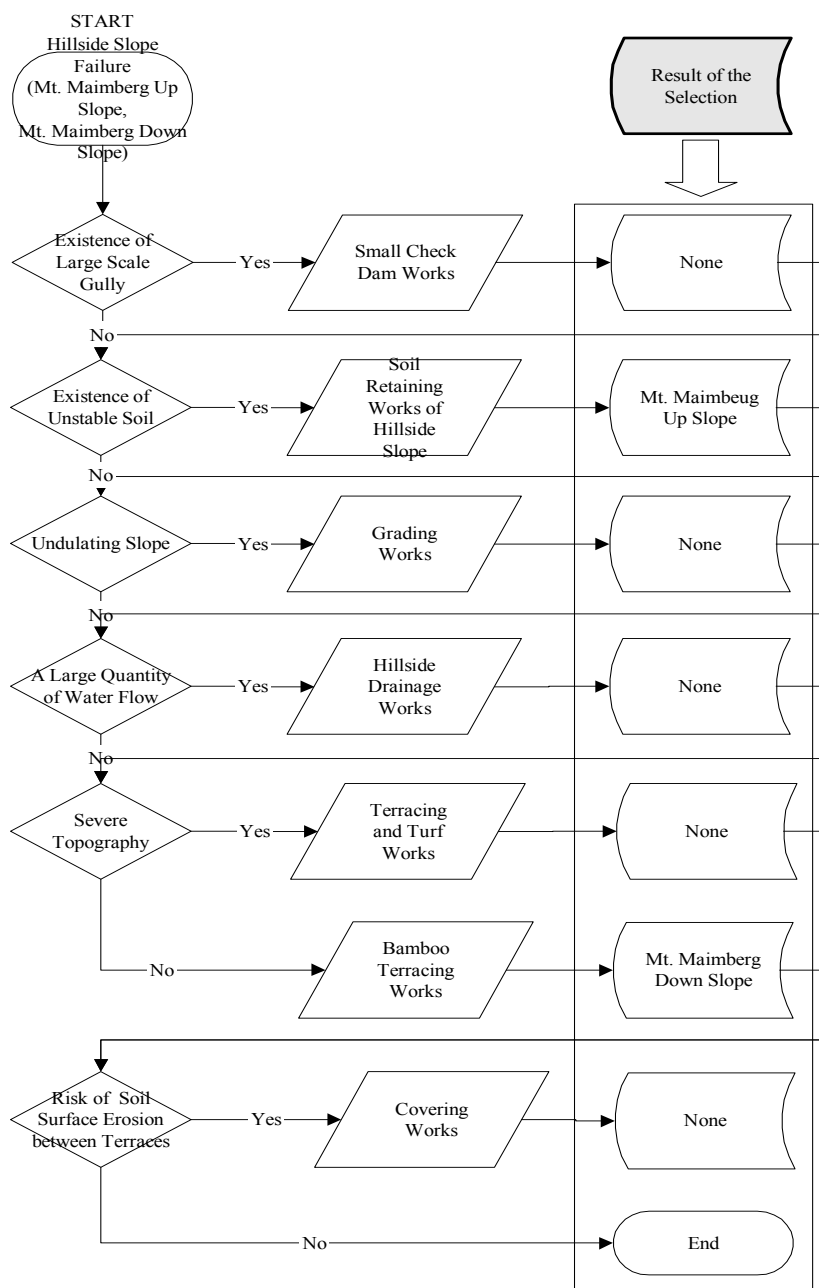 START
Hillside Slope
Failure
(Mt. Maimberg Up
Slope,
Mt. Maimberg Down
Slope)
Result of the
Selection
Existence of
Large Scale
Gully
Yes
Small Check
Dam Works
None
No
Existence of
Unstable Soil
Yes
Soil
Retaining
Works of
Hillside
Slope
Mt. Maimbeug
Up Slope
No
Undulating Slope
Yes
Grading
Works
None
No
A Large Quantity
of Water Flow
Yes
Hillside
Drainage
Works
None
No
Severe
Topography
Yes
Terracing
and Turf
Works
None
No
Bamboo
Terracing
Works
Mt. Maimberg
Down Slope
Risk of Soil
Surface Erosion
between Terraces
Yes
Covering
Works
None
No
End